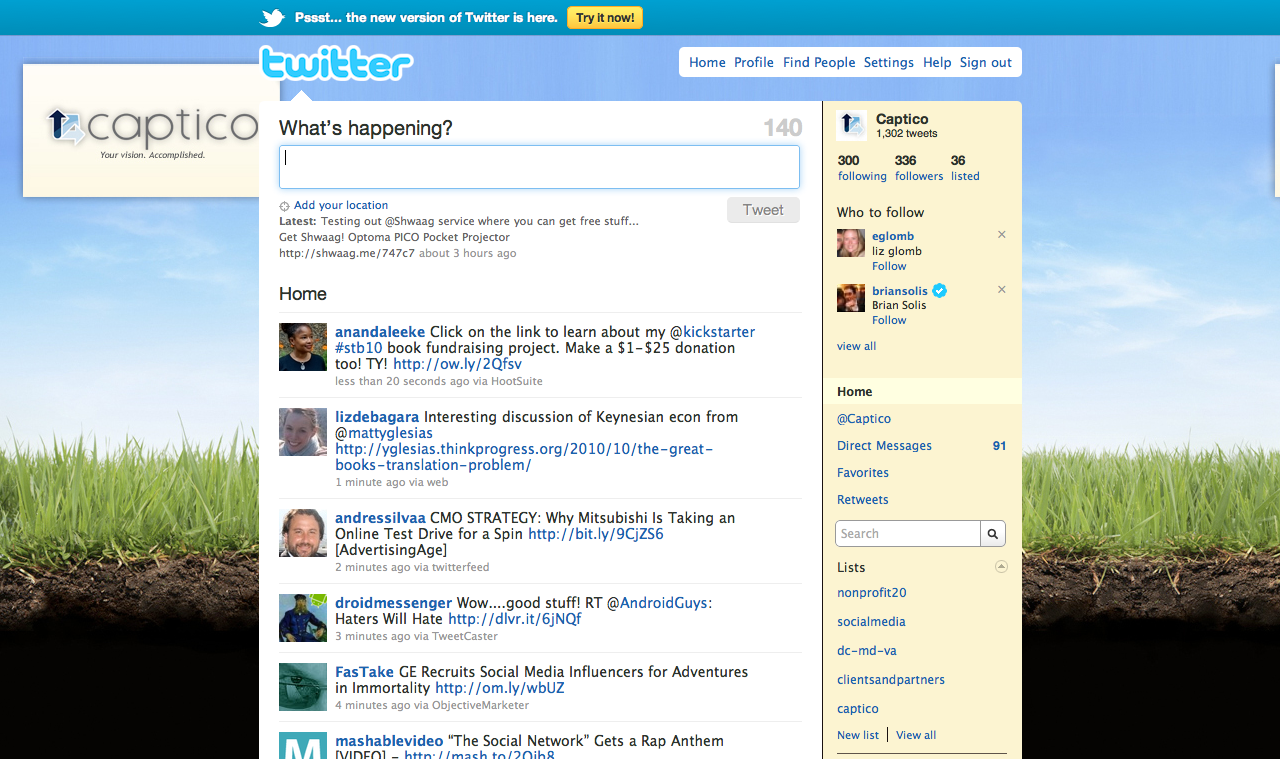 Pssst... the new version of Twitter is here. Try it now!
twitter
Home Profile Find People Settings Help Sign out
captico
Your vision. Accomplished.
What's happening? 140
Add your location
Tweet
Latest: Testing out @Shwaag service where you can get free stuff...
Get Shwaag! Optoma PICO Pocket Projector
http://shwaag.me/747c7 about 3 hours ago
Home
anandaleeke Click on the link to learn about my @kickstarter
#stb10 book fundraising project. Make a $1-$25 donation
too! TY! http://ow.ly/2Qfsv
less than 20 seconds ago via HootSuite
lizdebagara Interesting discussion of Keynesian econ from
@mattyglesias
http://yglesias.thinkprogress.org/2010/10/the-great-
books-translation-problem/
1 minute ago via web
andressilvaa CMO STRATEGY: Why Mitsubishi Is Taking an
Online Test Drive for a Spin http://bit.ly/9CjZS6
[AdvertisingAge]
2 minutes ago via twitterfeed
droidmessenger Wow....good stuff! RT @AndroidGuys:
Haters Will Hate http://dlvr.it/6jNQf
3 minutes ago via TweetCaster
FasTake GE Recruits Social Media Influencers for Adventures
in Immortality http://om.ly/wbUZ
4 minutes ago via ObjectiveMarketer
M
mashablevideo “The Social Network” Gets a Rap Anthem
[VIDEO] - http://mash.to/2Qjb8
Captico
1,302 tweets
300 336 36
following followers listed
Who to follow
eglomb
liz glomb
Follow
briansolis
Brian Solis
Follow
view all
Home
@Captico
Direct Messages 91
Favorites
Retweets
Search
Lists
nonprofit20
socialmedia
dc-md-va
clientsandpartners
captico
New list View all